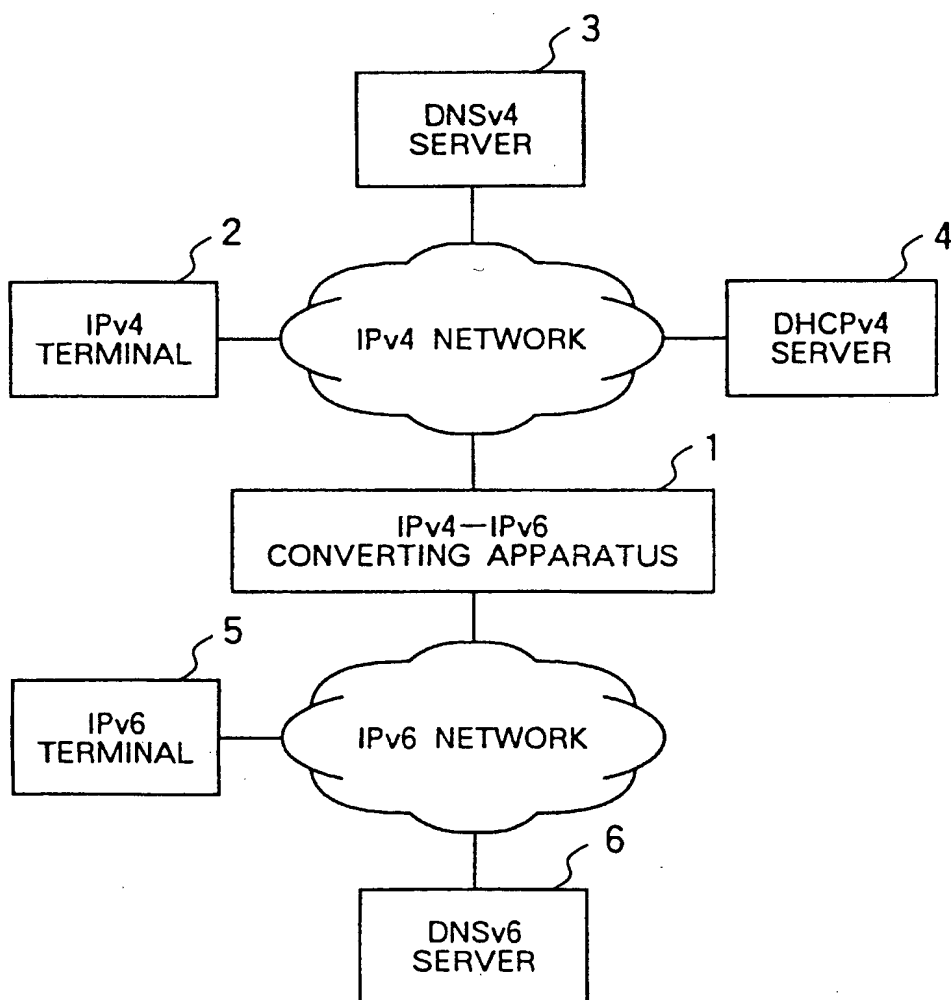 3
DNSv4
SERVER
2
4
IPv4
TERMINAL
IPv4 NETWORK
DHCPv4
SERVER
1
IPv4—IPv6
CONVERTING APPARATUS
5
IPv6
TERMINAL
IPv6 NETWORK
6
DNSv6
SERVER